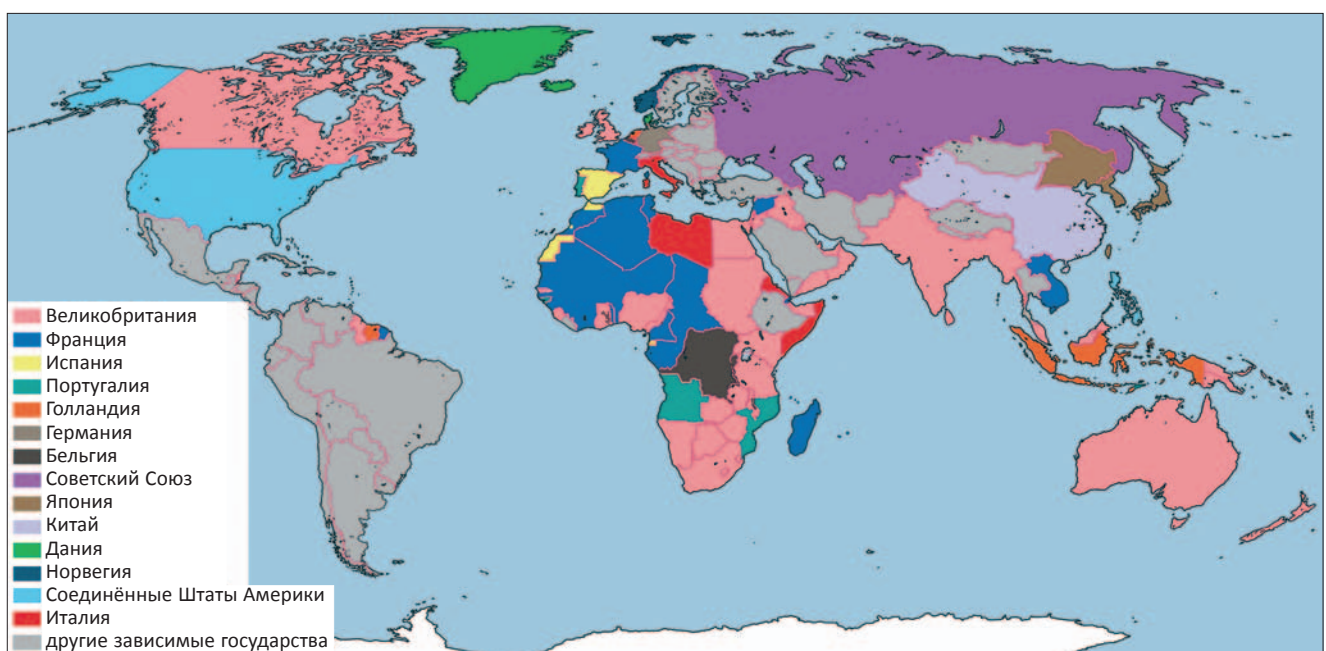 Великобритания
Франция
Испания
Португалия
Голландия
Германия
Бельгия
Советский Союз
Япония
Китай
Дания
Норвегия
Соединённые Штаты Америки
Италия
другие зависимые государства